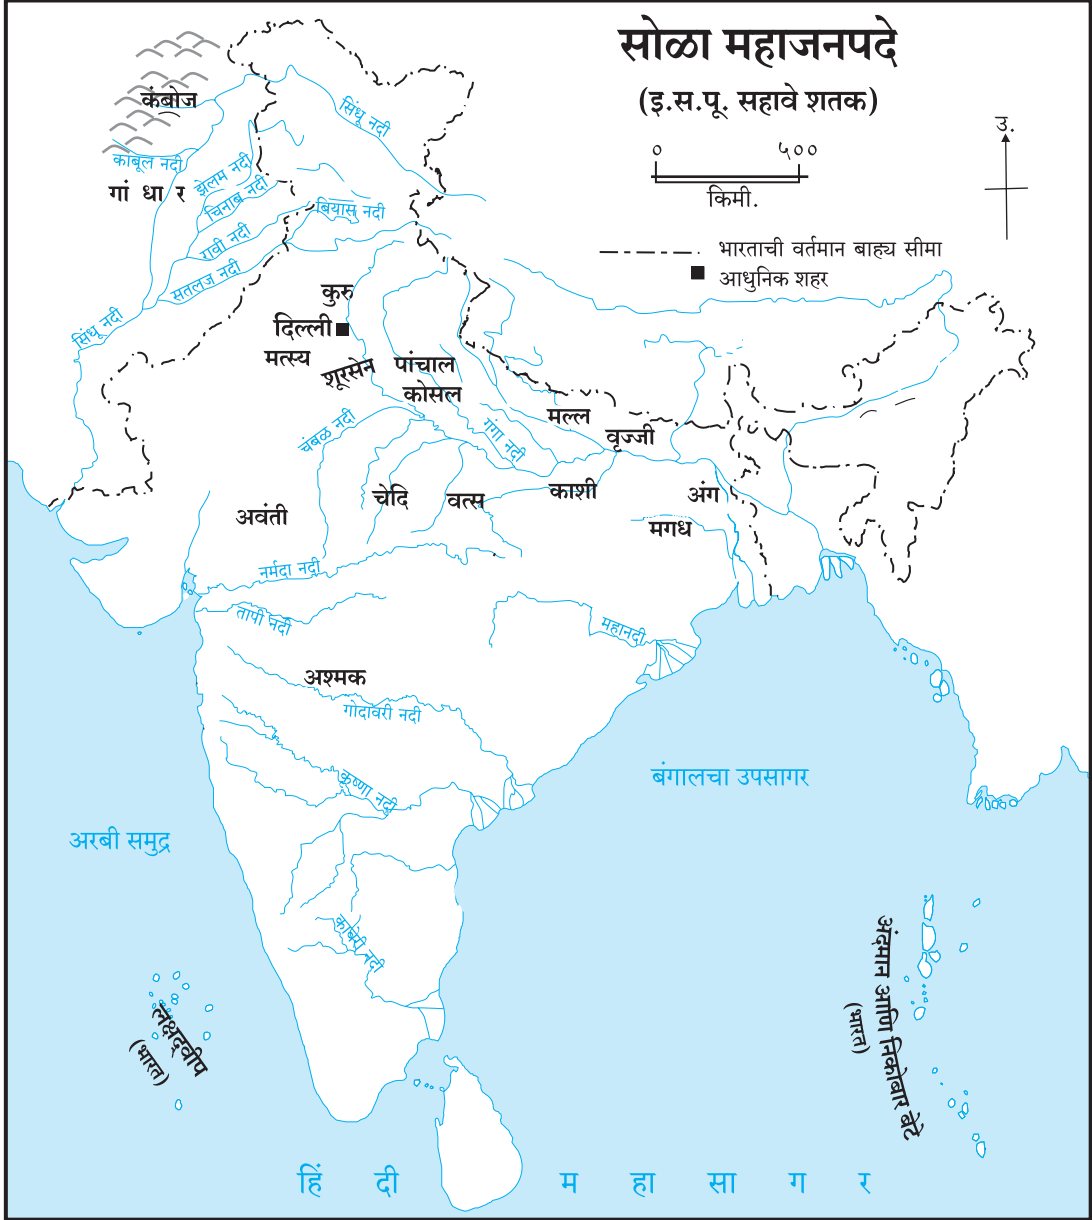 सोळा महाजनपदे
(इ.स.पू. सहावे शतक)
० ५००
किमी.
उ.
भारताची वर्तमान बाह्य सीमा
आधुनिक शहर
कंबोज
सिंधू नदी
काबूल नदी
गांधार
झेलम नदी
चिनाब नदी
बियास नदी
रावी नदी
सतलज नदी
सिंधू नदी
कुरु
दिल्ली
मत्स्य
शूरसेन
पांचाल
कोसल
मल्ल
चंबळ नदी
गंगा नदी
वृज्जी
अवंती
चेदि
वत्स
काशी
अंग
मगध
नर्मदा नदी
तापी नदी
महानदी
अश्मक
गोदावरी नदी
कृष्णा नदी
बंगालचा उपसागर
अरबी समुद्र
कावेरी नदी
अंदमान आणि निकोबार बेटे
(भारत)
लक्षद्वीप
(भारत)
हिंदी महासागर